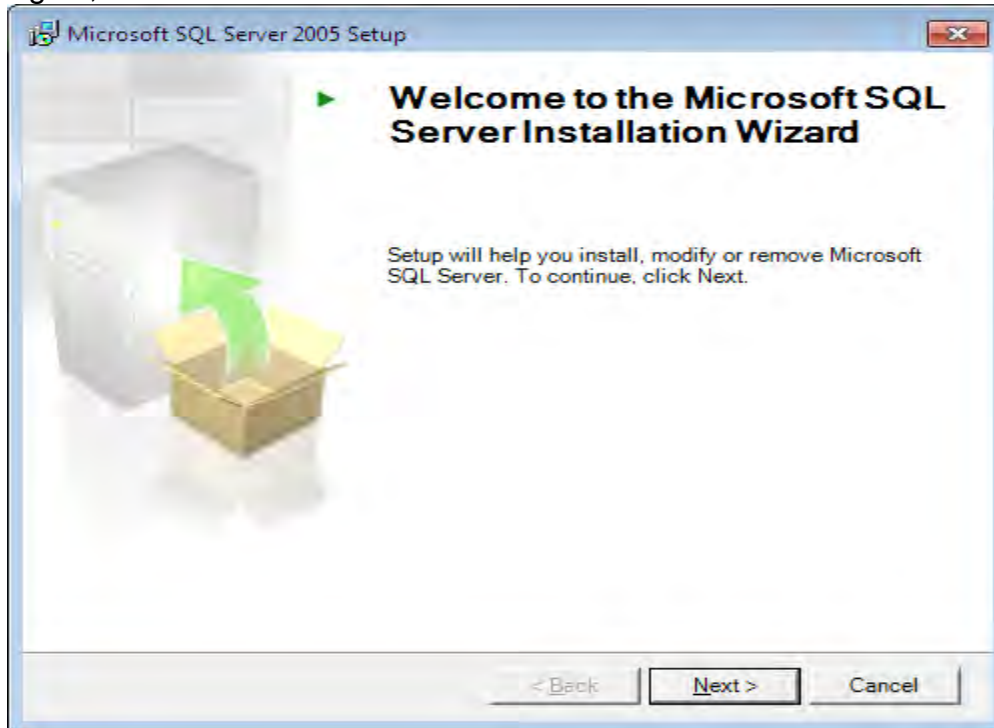 Microsoft SQL Server 2005 Setup
Welcome to the Microsoft SQL
Server Installation Wizard
Setup will help you install, modify or remove Microsoft
SQL Server. To continue, click Next.
< Back
Next >
Cancel